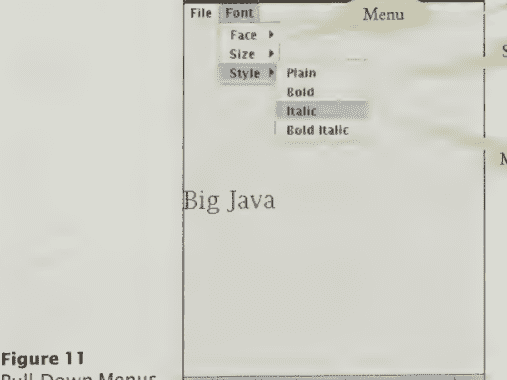 File Font
Menu
Face
Size
Style
Plain
Bold
Italic
Bold Italic
Big Java
Figure 11
Pull-Down Menus